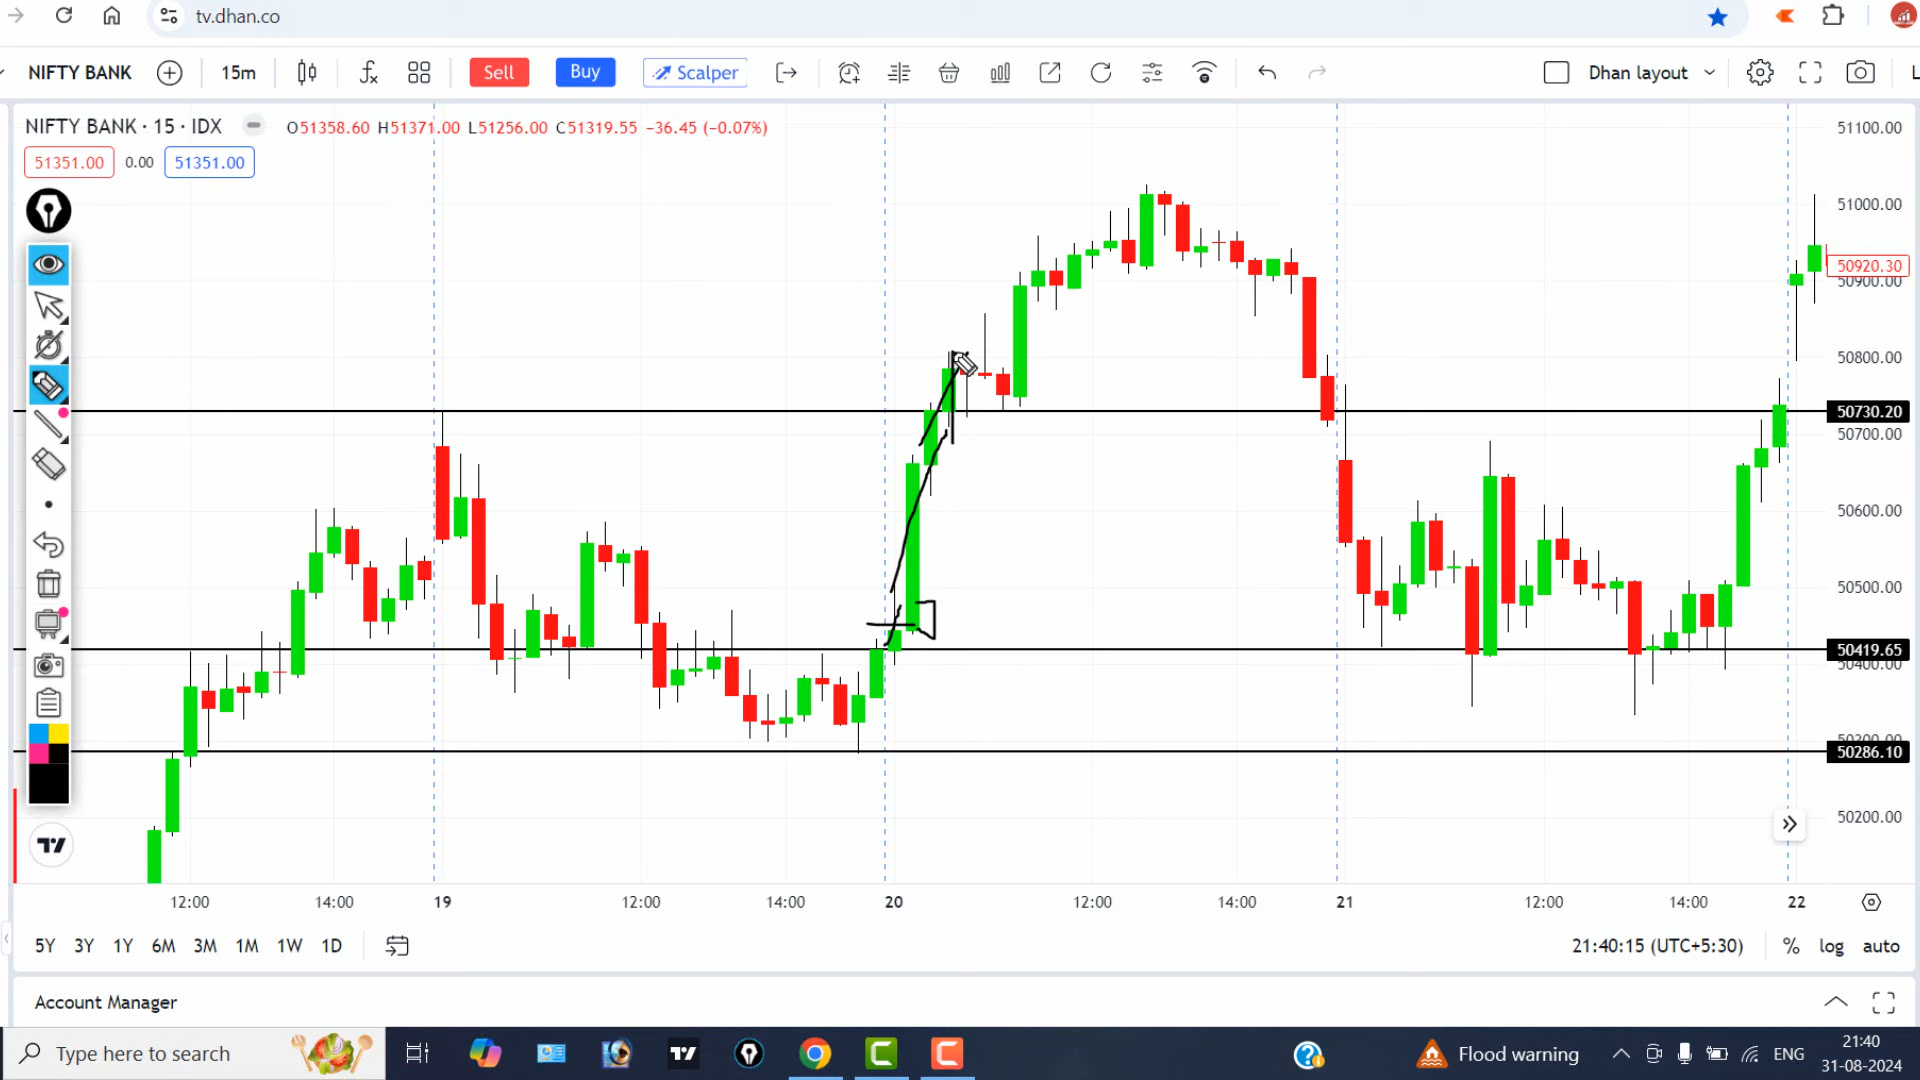 tv.dhan.co
NIFTY BANK 15m Sell Buy Scalper Dhan layout
NIFTY BANK · 15 · IDX O51358.60 H51371.00 L51256.00 C51319.55 −36.45 (−0.07%)
51351.00 0.00 51351.00
51100.00
51000.00
50920.30
50900.00
50800.00
50730.20
50700.00
50600.00
50500.00
50419.65
50400.00
50286.10
50200.00
12:00 14:00 19 12:00 14:00 20 12:00 14:00 21 12:00 14:00 22
5Y 3Y 1Y 6M 3M 1M 1W 1D 21:40:15 (UTC+5:30) % log auto
Account Manager
Type here to search Flood warning ENG 21:40
31-08-2024